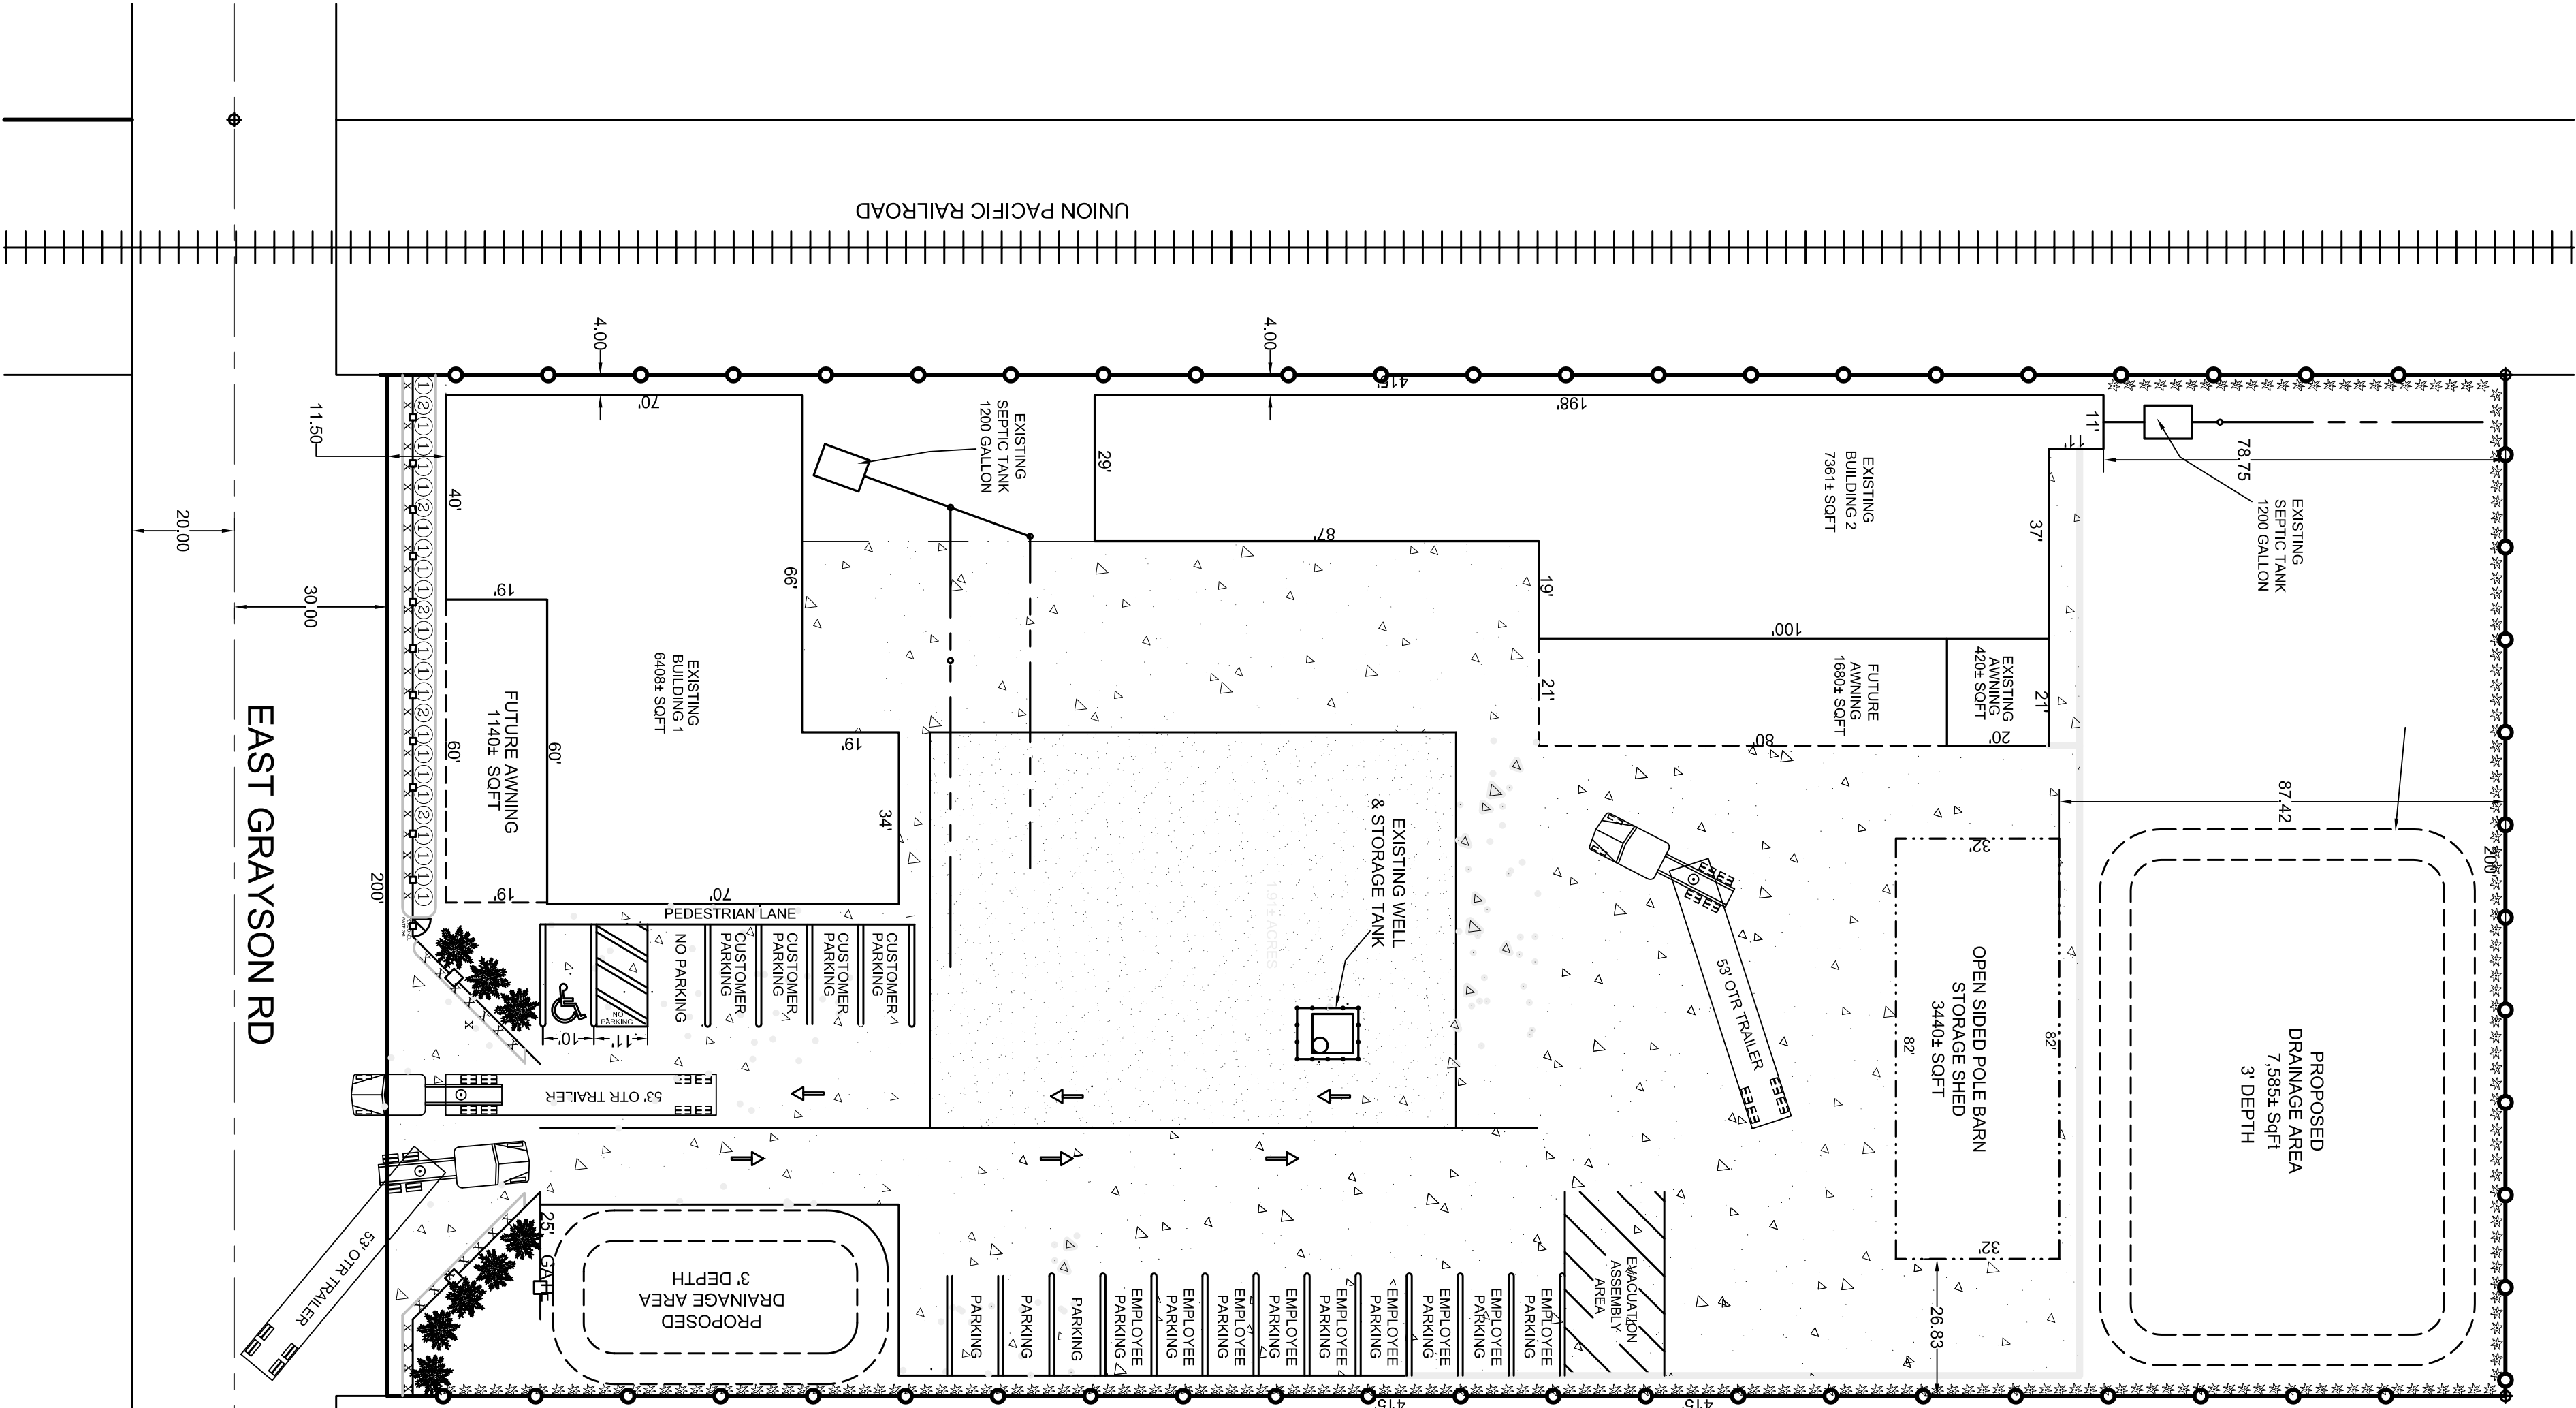 UNION PACIFIC RAILROAD
4.00
4.00
415'
70'
198'
11'
11'
78.75
EXISTING
SEPTIC TANK
1200 GALLON
EXISTING
SEPTIC TANK
1200 GALLON
29'
EXISTING
BUILDING 2
7361± SQFT
37'
11.50
40'
20.00
30.00
19'
66'
87'
19'
100'
EXISTING
BUILDING 1
6408± SQFT
FUTURE AWNING
1140± SQFT
60'
60'
19'
34'
21'
FUTURE
AWNING
1680± SQFT
EXISTING
AWNING
420± SQFT
21'
80'
20'
87.42
200'
EAST GRAYSON RD
200'
19'
70'
PEDESTRIAN LANE
EXISTING WELL
& STORAGE TANK
32'
NO PARKING
NO
PARKING
CUSTOMER
PARKING
CUSTOMER
PARKING
CUSTOMER
PARKING
CUSTOMER
PARKING
10'
11'
53' OTR TRAILER
53' OTR TRAILER
53' OTR TRAILER
OPEN SIDED POLE BARN
STORAGE SHED
3440± SQFT
82'
82'
32'
26.83
PROPOSED
DRAINAGE AREA
7,585± SqFt
3' DEPTH
25'
GATE
PROPOSED
DRAINAGE AREA
3' DEPTH
PARKING
PARKING
PARKING
EMPLOYEE
PARKING
EMPLOYEE
PARKING
EMPLOYEE
PARKING
EMPLOYEE
PARKING
EMPLOYEE
PARKING
EMPLOYEE
PARKING
EMPLOYEE
PARKING
EMPLOYEE
PARKING
EMPLOYEE
PARKING
EVACUATION
ASSEMBLY
AREA
415'
415'